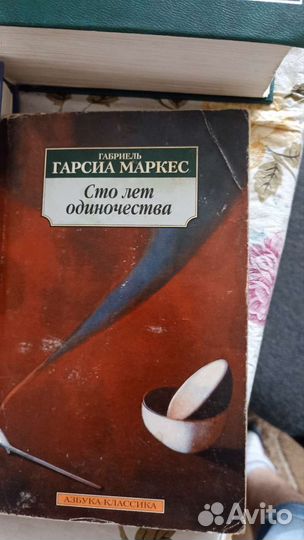 ГАБРИЕЛЬ
ГАРСИА МАРКЕС
Сто лет
одиночества
АЗБУКА-КЛАССИКА
Avito